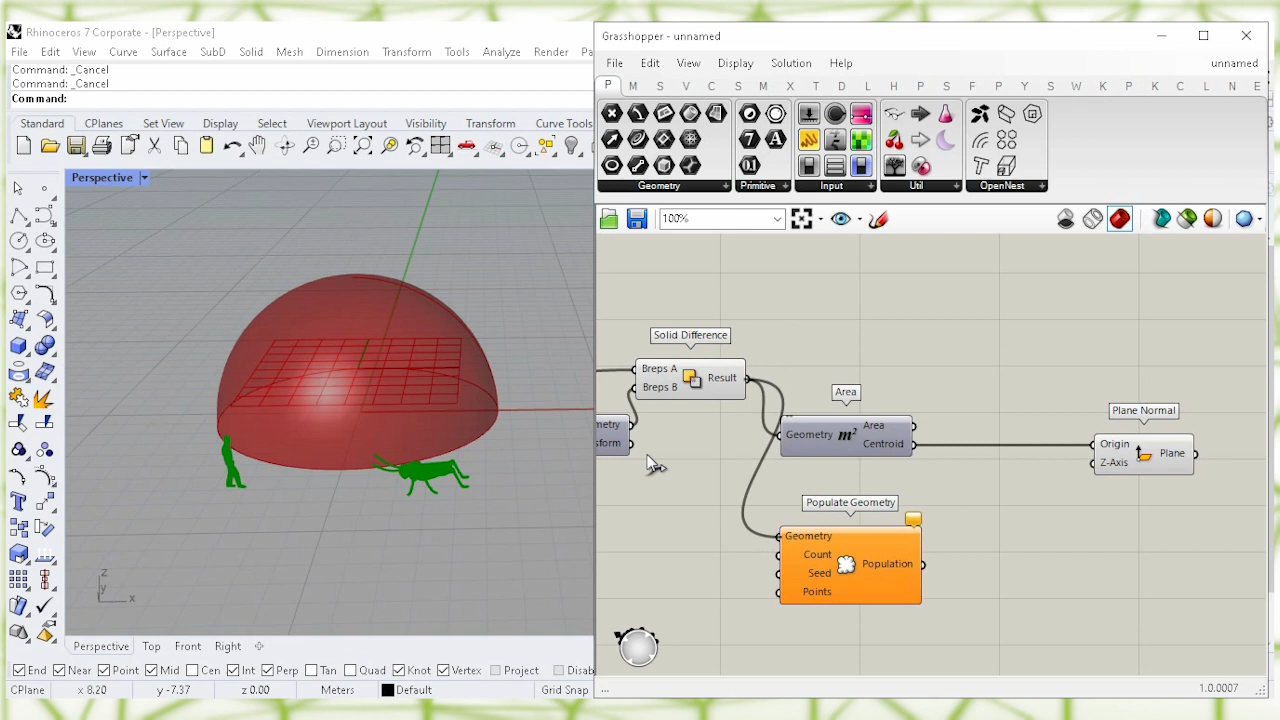 Rhinoceros 7 Corporate - [Perspective]
File Edit View Curve Surface SubD Solid Mesh Dimension Transform Tools Analyze Render Pa
Command: _Cancel
Command: _Cancel
Command:
Standard CPlanes Set View Display Select Viewport Layout Visibility Transform Curve Tools
Perspective
z
y
x
Perspective Top Front Right
End Near Point Mid Cen Int Perp Tan Quad Knot Vertex Project Disab
CPlane x 8.20 y -7.37 z 0.00 Meters Default Grid Snap
Grasshopper - unnamed
File Edit View Display Solution Help unnamed
P M S V C S M X T D L H P U S F P Y S W K P K C R L N E
Geometry Primitive Input Util OpenNest
100%
Solid Difference
Breps A
Breps B
Result
metry
sform
Area
Geometry
m²
Area
Centroid
Plane Normal
Origin
Z-Axis
Plane
Populate Geometry
Geometry
Count
Seed
Points
Population
...
1.0.0007